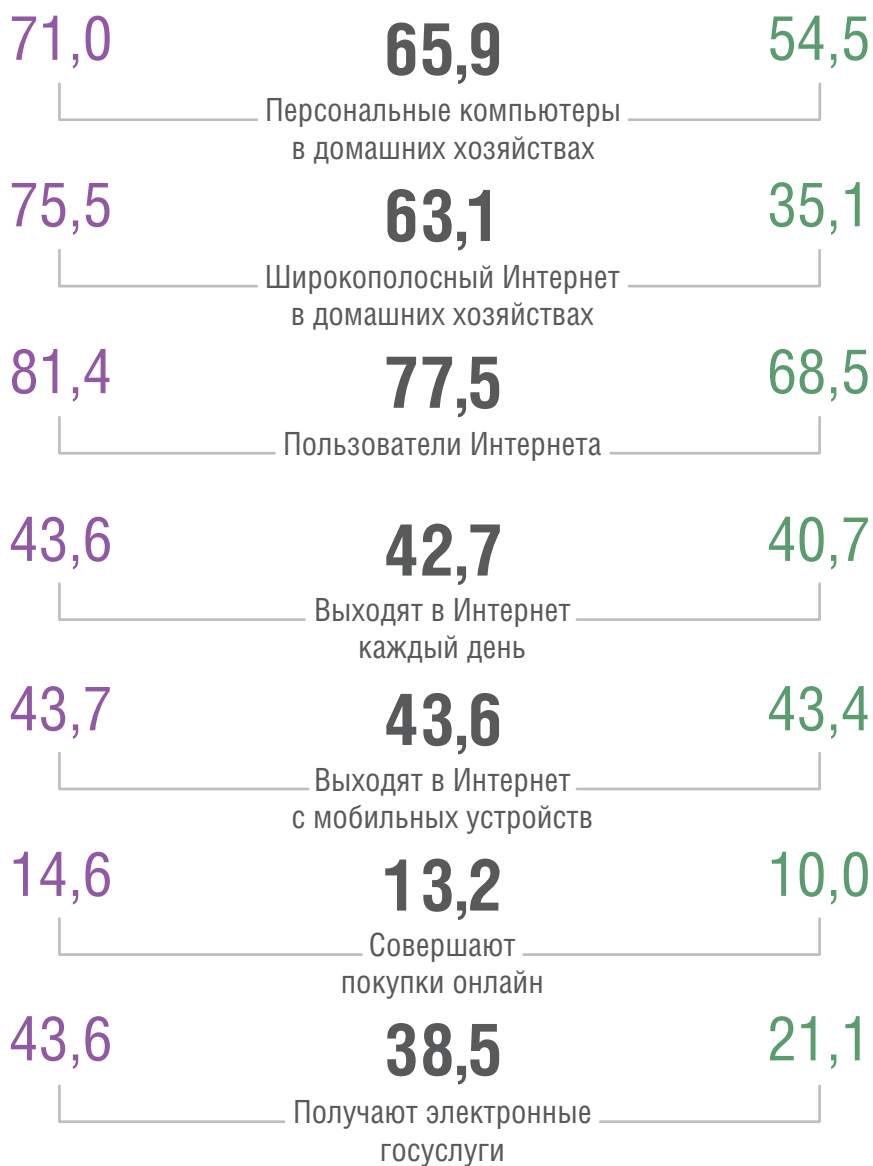 71,0 65,9 54,5
Персональные компьютеры
в домашних хозяйствах
75,5 63,1 35,1
Широкополосный Интернет
в домашних хозяйствах
81,4 77,5 68,5
Пользователи Интернета
43,6 42,7 40,7
Выходят в Интернет
каждый день
43,7 43,6 43,4
Выходят в Интернет
с мобильных устройств
14,6 13,2 10,0
Совершают
покупки онлайн
43,6 38,5 21,1
Получают электронные
госуслуги